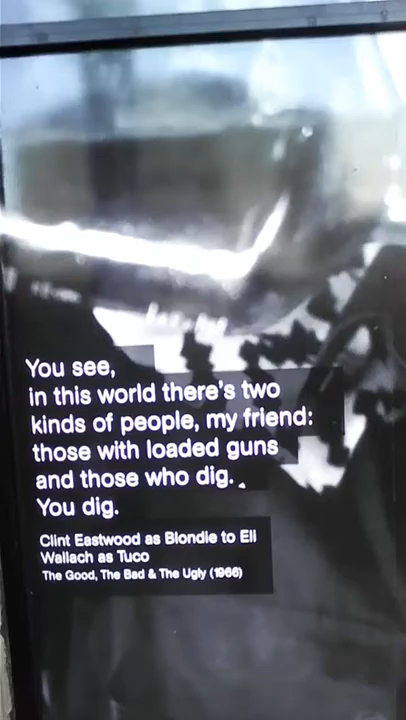 You see,
in this world there's two
kinds of people, my friend:
those with loaded guns
and those who dig.
You dig.
Clint Eastwood as Blondie to Eli
Wallach as Tuco
The Good, The Bad & The Ugly (1966)